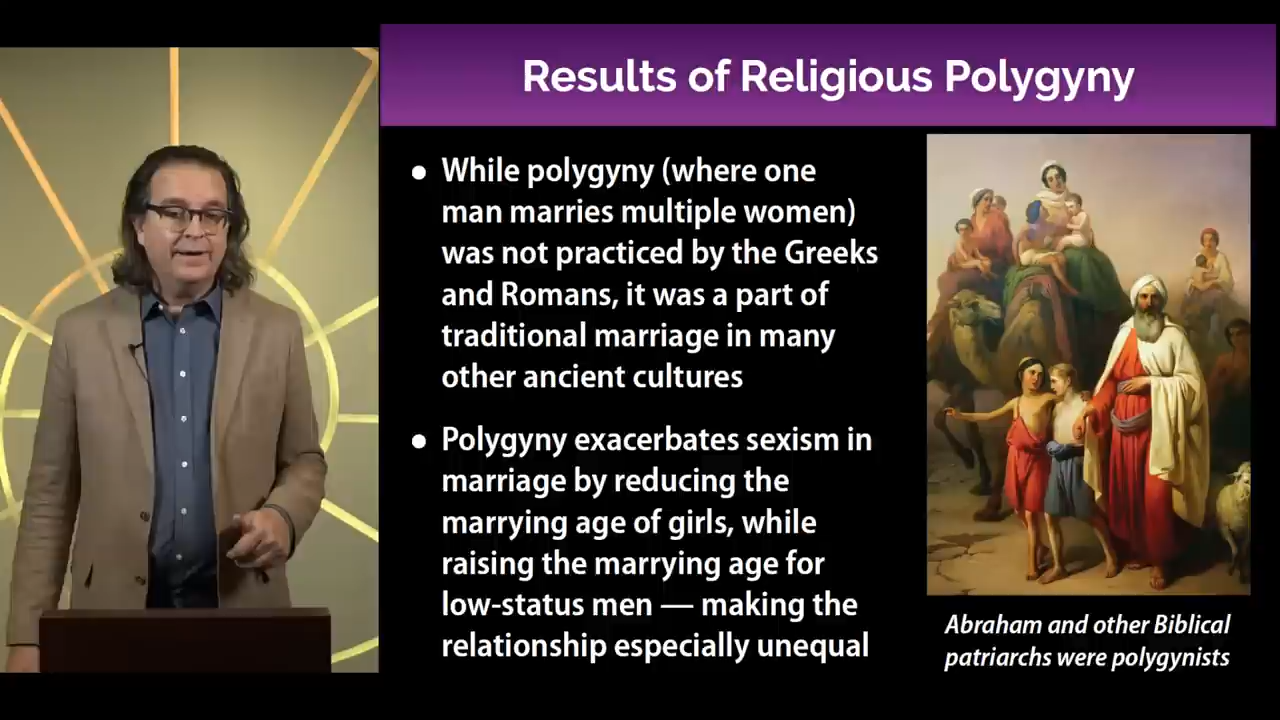 Results of Religious Polygyny
● While polygyny (where one
man marries multiple women)
was not practiced by the Greeks
and Romans, it was a part of
traditional marriage in many
other ancient cultures
● Polygyny exacerbates sexism in
marriage by reducing the
marrying age of girls, while
raising the marrying age for
low-status men — making the
relationship especially unequal
Abraham and other Biblical
patriarchs were polygynists